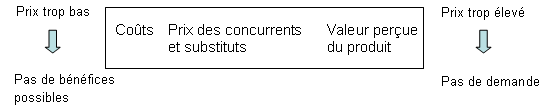 Prix trop bas
Pas de bénéfices
possibles
Coûts
Prix des concurrents
et substituts
Valeur perçue
du produit
Prix trop élevé
Pas de demande